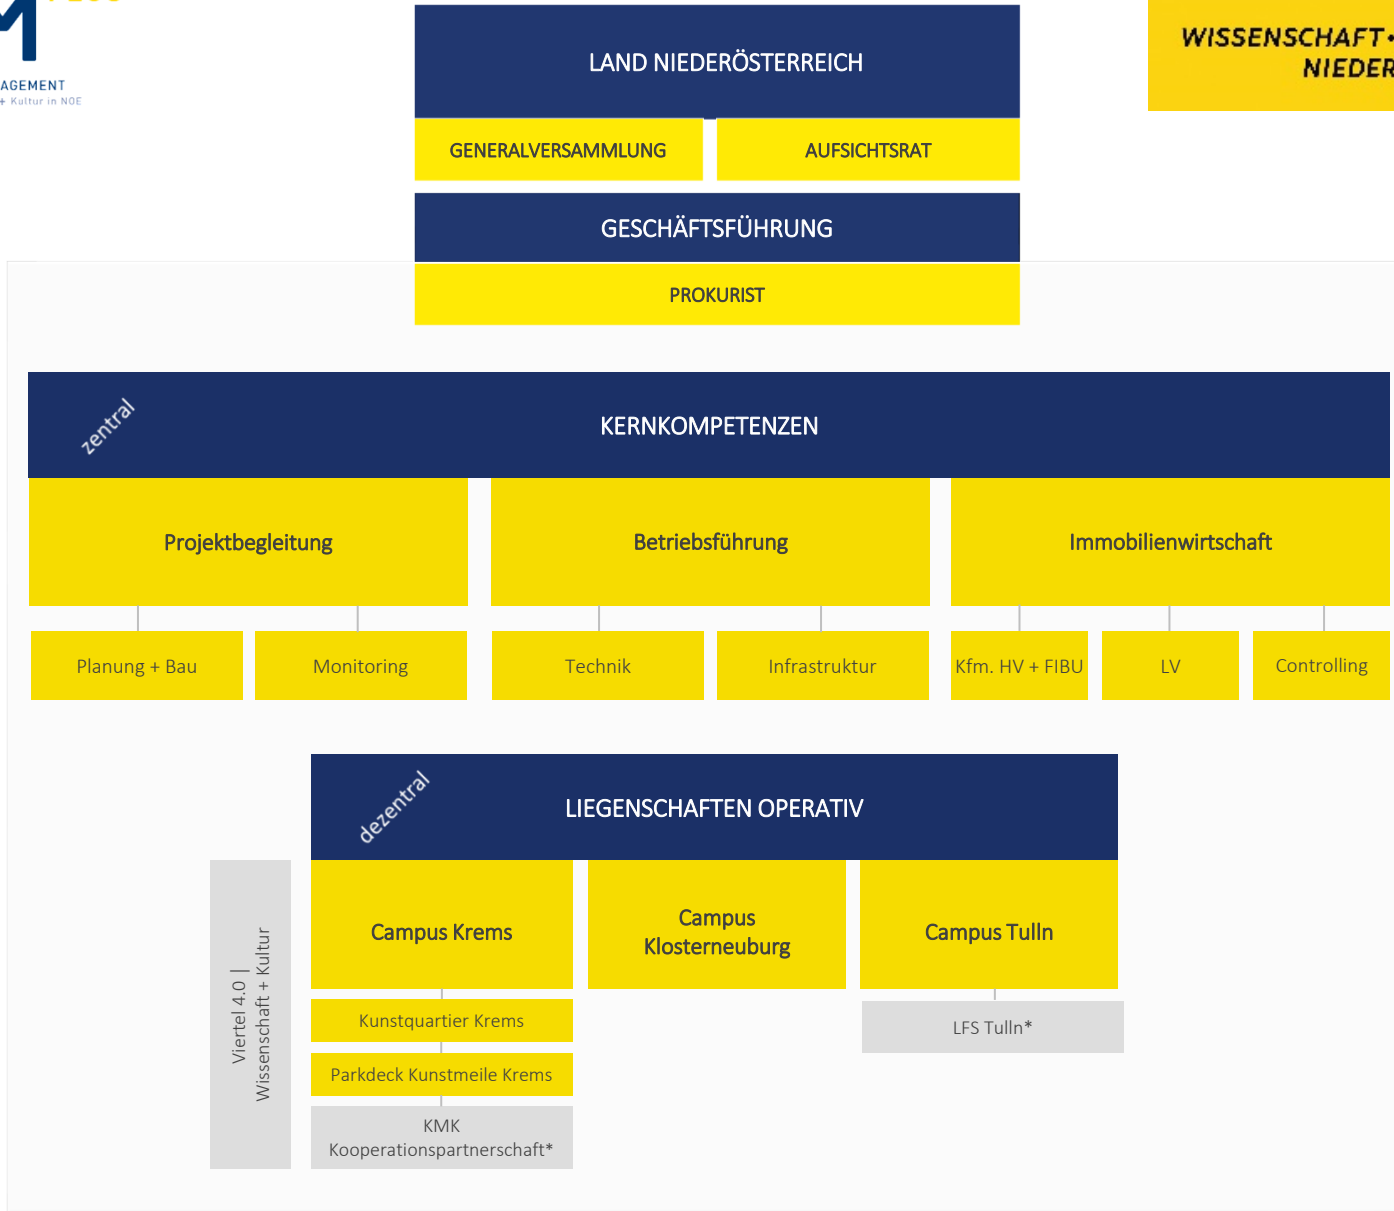 M
AGEMENT
+ Kultur in NOE
WISSENSCHAFT•
NIEDER
LAND NIEDERÖSTERREICH
GENERALVERSAMMLUNG
AUFSICHTSRAT
GESCHÄFTSFÜHRUNG
PROKURIST
zentral
KERNKOMPETENZEN
Projektbegleitung
Betriebsführung
Immobilienwirtschaft
Planung + Bau
Monitoring
Technik
Infrastruktur
Kfm. HV + FIBU
LV
Controlling
dezentral
LIEGENSCHAFTEN OPERATIV
Viertel 4.0 |
Wissenschaft + Kultur
Campus Krems
Campus
Klosterneuburg
Campus Tulln
Kunstquartier Krems
LFS Tulln*
Parkdeck Kunstmeile Krems
KMK
Kooperationspartnerschaft*